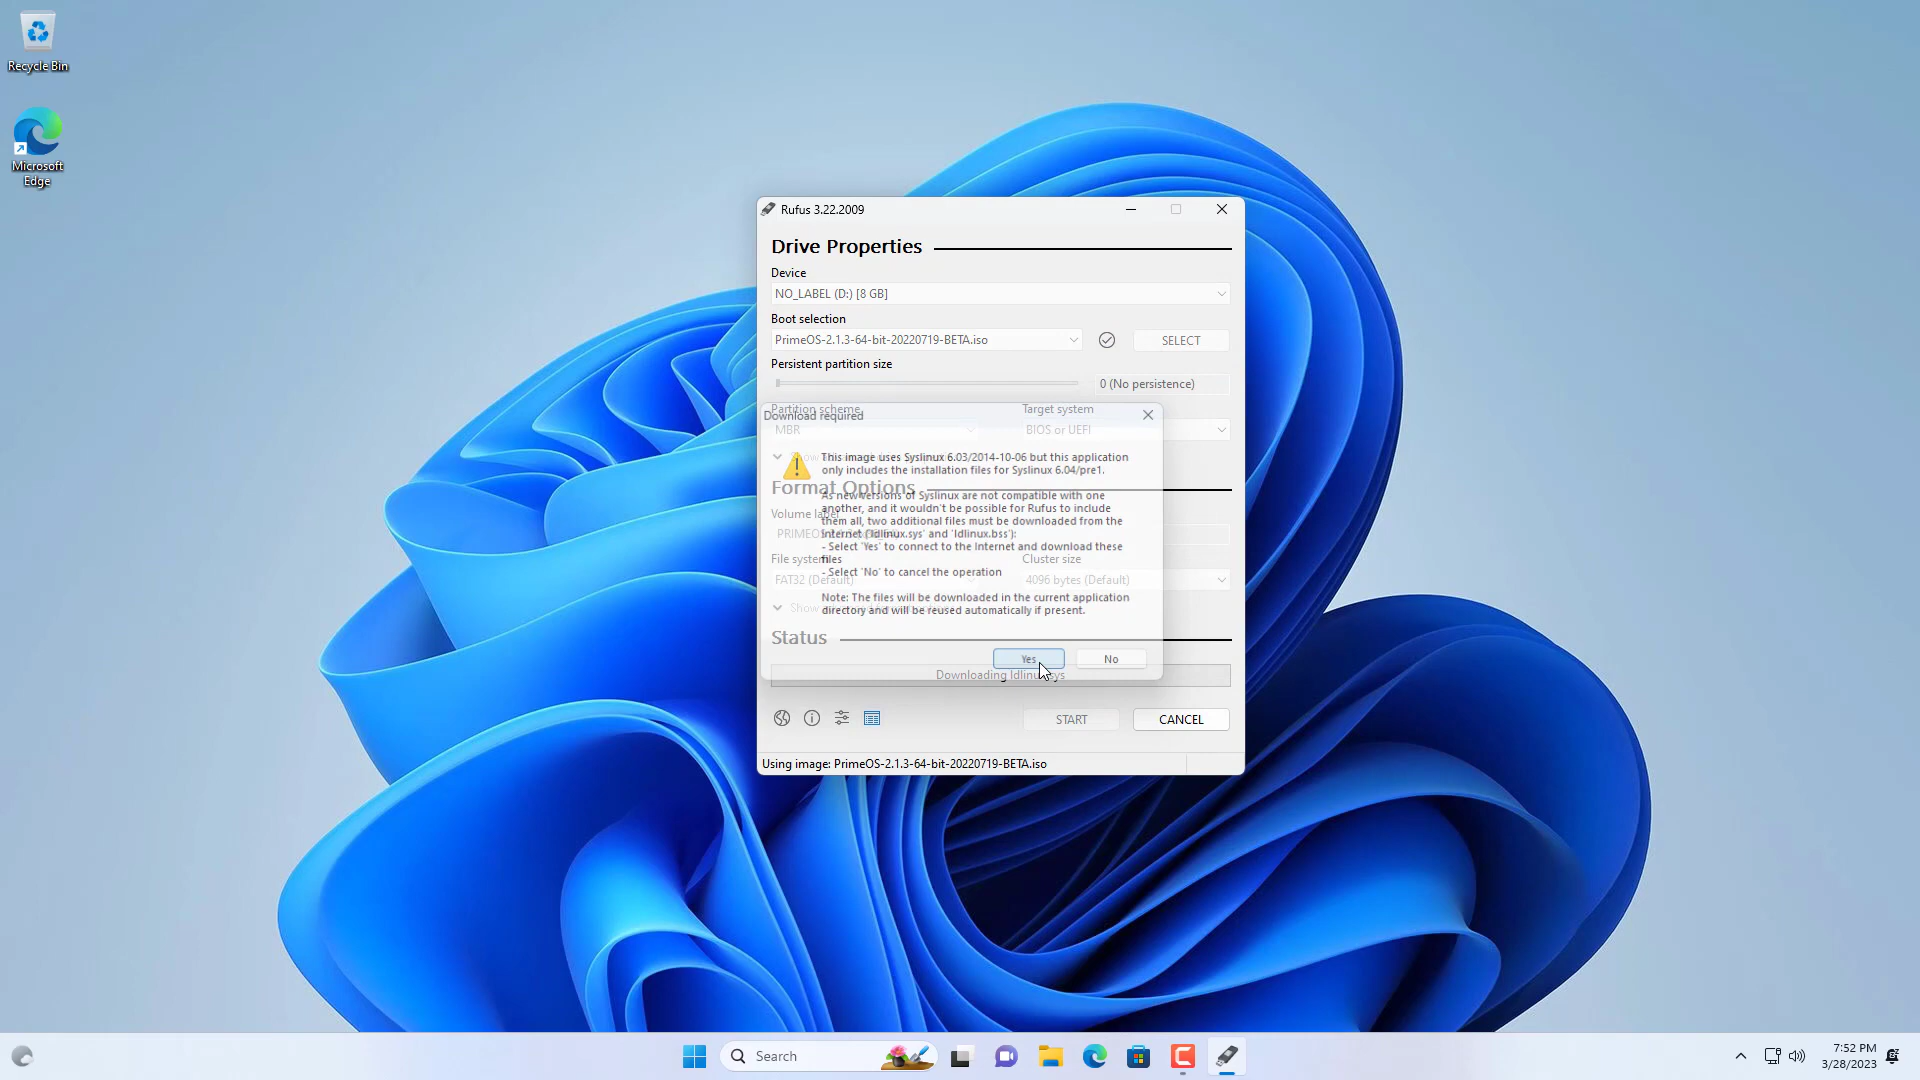 Recycle Bin
Microsoft
Edge
Rufus 3.22.2009
Drive Properties
Device
NO_LABEL (D:) [8 GB]
Boot selection
PrimeOS-2.1.3-64-bit-20220719-BETA.iso
SELECT
Persistent partition size
0 (No persistence)
Partition scheme
Target system
Download required
MBR
BIOS or UEFI
This image uses Syslinux 6.03/2014-10-06 but this application
only includes the installation files for Syslinux 6.04/pre1.
Format Options
As new versions of Syslinux are not compatible with one
another, and it wouldn't be possible for Rufus to include
them all, two additional files must be downloaded from the
Internet ('ldlinux.sys' and 'ldlinux.bss'):
- Select 'Yes' to connect to the Internet and download these
files
- Select 'No' to cancel the operation
Note: The files will be downloaded in the current application
directory and will be reused automatically if present.
Volume label
File system
Cluster size
FAT32 (Default)
4096 bytes (Default)
Status
Yes
No
Downloading ldlinux.sys
START
CANCEL
Using image: PrimeOS-2.1.3-64-bit-20220719-BETA.iso
Search
7:52 PM
3/28/2023